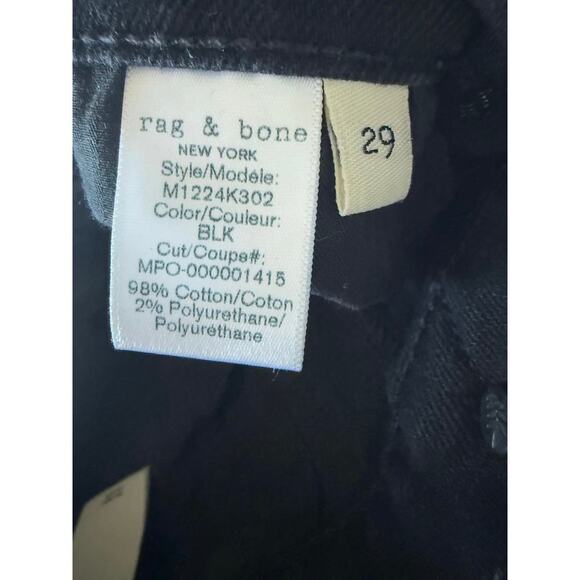 rag & bone
NEW YORK
Style/Modèle:
M1224K302
Color/Couleur:
BLK
Cut/Coupe#:
MPO-000001415
98% Cotton/Coton
2% Polyurethane/
Polyuréthane
29